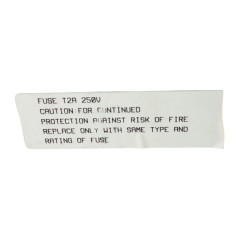 FUSE T2A 250V
CAUTION FOR CONTINUED
PROTECTION AGAINST RISK OF FIRE
REPLACE ONLY WITH SAME TYPE AND
RATING OF FUSE